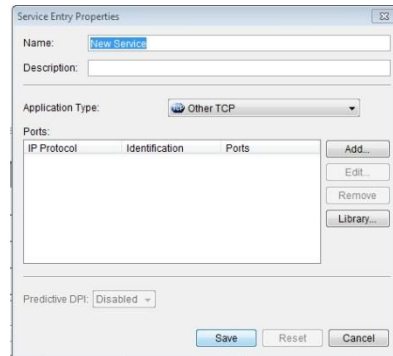 Service Entry Properties
Name: New Service
Description:
Application Type: Other TCP
Ports:
IP Protocol Identification Ports
Add...
Edit...
Remove
Library...
Predictive DPI: Disabled
Save Reset Cancel